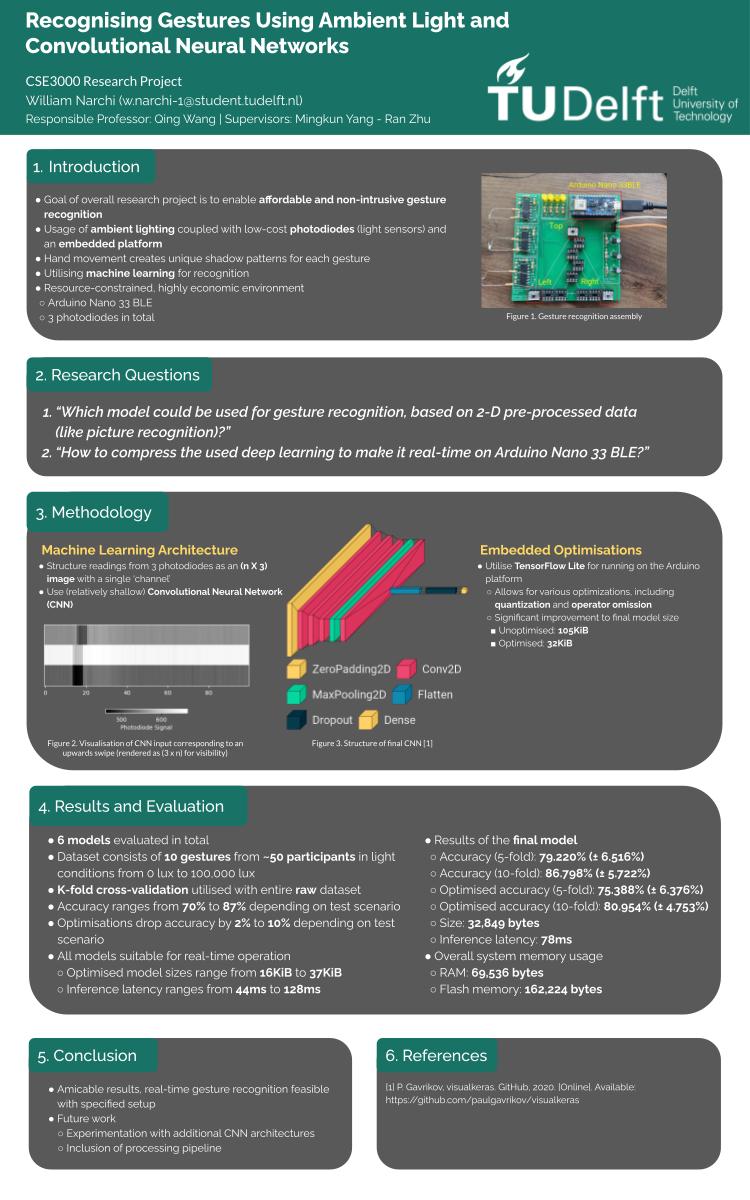 Recognising Gestures Using Ambient Light and
Convolutional Neural Networks
CSE3000 Research Project
William Narchi (w.narchi-1@student.tudelft.nl)
Responsible Professor: Qing Wang | Supervisors: Mingkun Yang - Ran Zhu
TUDelft
Delft
University of
Technology
1. Introduction
● Goal of overall research project is to enable affordable and non-intrusive gesture
recognition
● Usage of ambient lighting coupled with low-cost photodiodes (light sensors) and
an embedded platform
● Hand movement creates unique shadow patterns for each gesture
● Utilising machine learning for recognition
● Resource-constrained, highly economic environment
○ Arduino Nano 33 BLE
○ 3 photodiodes in total
Arduino Nano 33BLE
Top
Left
Right
Figure 1. Gesture recognition assembly
2. Research Questions
1. “Which model could be used for gesture recognition, based on 2-D pre-processed data
(like picture recognition)?”
2. “How to compress the used deep learning to make it real-time on Arduino Nano 33 BLE?”
3. Methodology
Machine Learning Architecture
● Structure readings from 3 photodiodes as an (n X 3)
image with a single ‘channel’
● Use (relatively shallow) Convolutional Neural Network
(CNN)
0 20 40 60 80
500 600
Photodiode Signal
Figure 2. Visualisation of CNN input corresponding to an
upwards swipe (rendered as (3 x n) for visibility)
ZeroPadding2D Conv2D
MaxPooling2D Flatten
Dropout Dense
Figure 3. Structure of final CNN [1]
Embedded Optimisations
● Utilise TensorFlow Lite for running on the Arduino
platform
○ Allows for various optimizations, including
quantization and operator omission
○ Significant improvement to final model size
■ Unoptimised: 105KiB
■ Optimised: 32KiB
4. Results and Evaluation
● 6 models evaluated in total
● Dataset consists of 10 gestures from ~50 participants in light
conditions from 0 lux to 100,000 lux
● K-fold cross-validation utilised with entire raw dataset
● Accuracy ranges from 70% to 87% depending on test scenario
● Optimisations drop accuracy by 2% to 10% depending on test
scenario
● All models suitable for real-time operation
○ Optimised model sizes range from 16KiB to 37KiB
○ Inference latency ranges from 44ms to 128ms
● Results of the final model
○ Accuracy (5-fold): 79.220% (± 6.516%)
○ Accuracy (10-fold): 86.798% (± 5.722%)
○ Optimised accuracy (5-fold): 75.388% (± 6.376%)
○ Optimised accuracy (10-fold): 80.954% (± 4.753%)
○ Size: 32,849 bytes
○ Inference latency: 78ms
● Overall system memory usage
○ RAM: 69,536 bytes
○ Flash memory: 162,224 bytes
5. Conclusion
● Amicable results, real-time gesture recognition feasible
with specified setup
● Future work
○ Experimentation with additional CNN architectures
○ Inclusion of processing pipeline
6. References
[1] P. Gavrikov, visualkeras. GitHub, 2020. [Online]. Available:
https://github.com/paulgavrikov/visualkeras